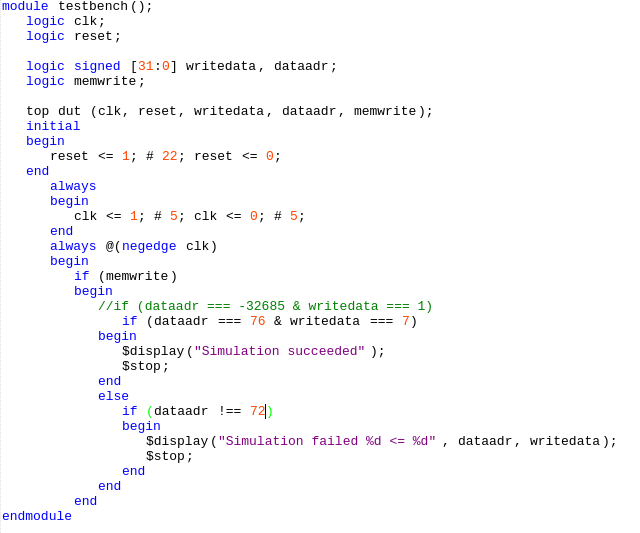 module testbench();
logic clk;
logic reset;
logic signed [31:0] writedata, dataadr;
logic memwrite;
top dut (clk, reset, writedata, dataadr, memwrite);
initial
begin
reset <= 1; # 22; reset <= 0;
end
always
begin
clk <= 1; # 5; clk <= 0; # 5;
end
always @(negedge clk)
begin
if (memwrite)
begin
//if (dataadr === -32685 & writedata === 1)
if (dataadr === 76 & writedata === 7)
begin
$display("Simulation succeeded" );
$stop;
end
else
if (dataadr !== 72)
begin
$display("Simulation failed %d <= %d" , dataadr, writedata);
$stop;
end
end
end
endmodule